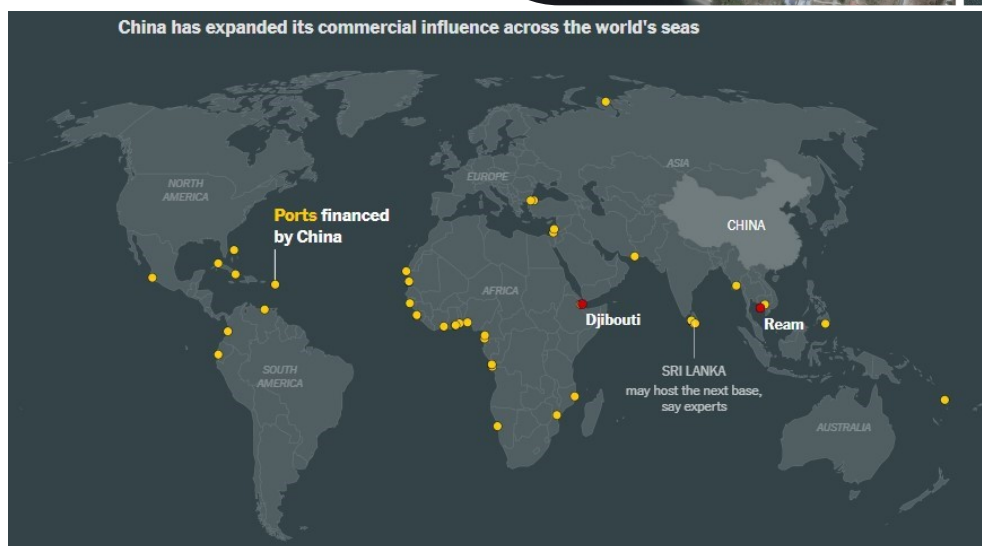 China has expanded its commercial influence across the world's seas
ASIA
EUROPE
NORTH
AMERICA
Ports financed
by China
CHINA
AFRICA
Djibouti
Ream
SOUTH
AMERICA
SRI LANKA
may host the next base,
say experts
AUSTRALIA